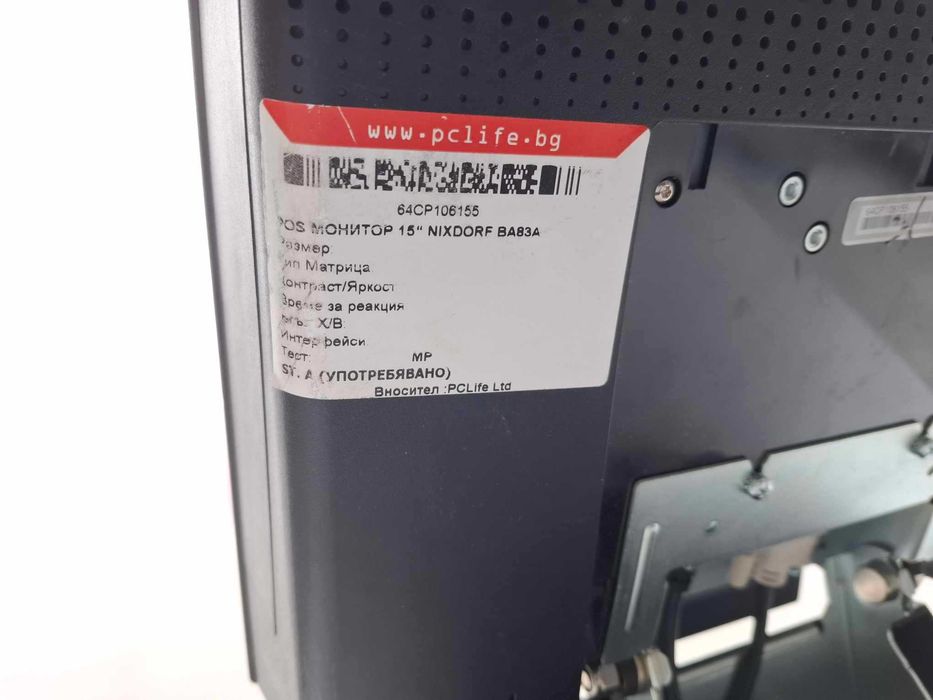 www.pclife.bg
64CP106155
POS МОНИТОР 15" NIXDORF BA83A
Размер:
Тип Матрица
Контраст/Яркост
Време за реакция
Х/В:
Интерфейси
Тест: MP
ST. A (УПОТРЕБЯВАНО)
Вносител :PCLife Ltd
64CP106155